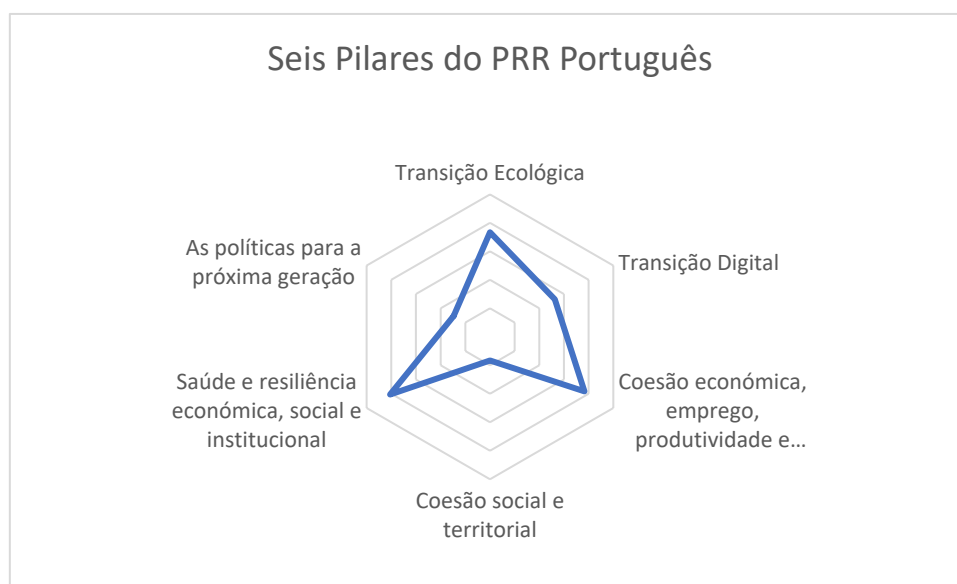 Seis Pilares do PRR Português
Transição Ecológica
Transição Digital
Coesão económica,
emprego,
produtividade e...
Coesão social e
territorial
Saúde e resiliência
económica, social e
institucional
As políticas para a
próxima geração